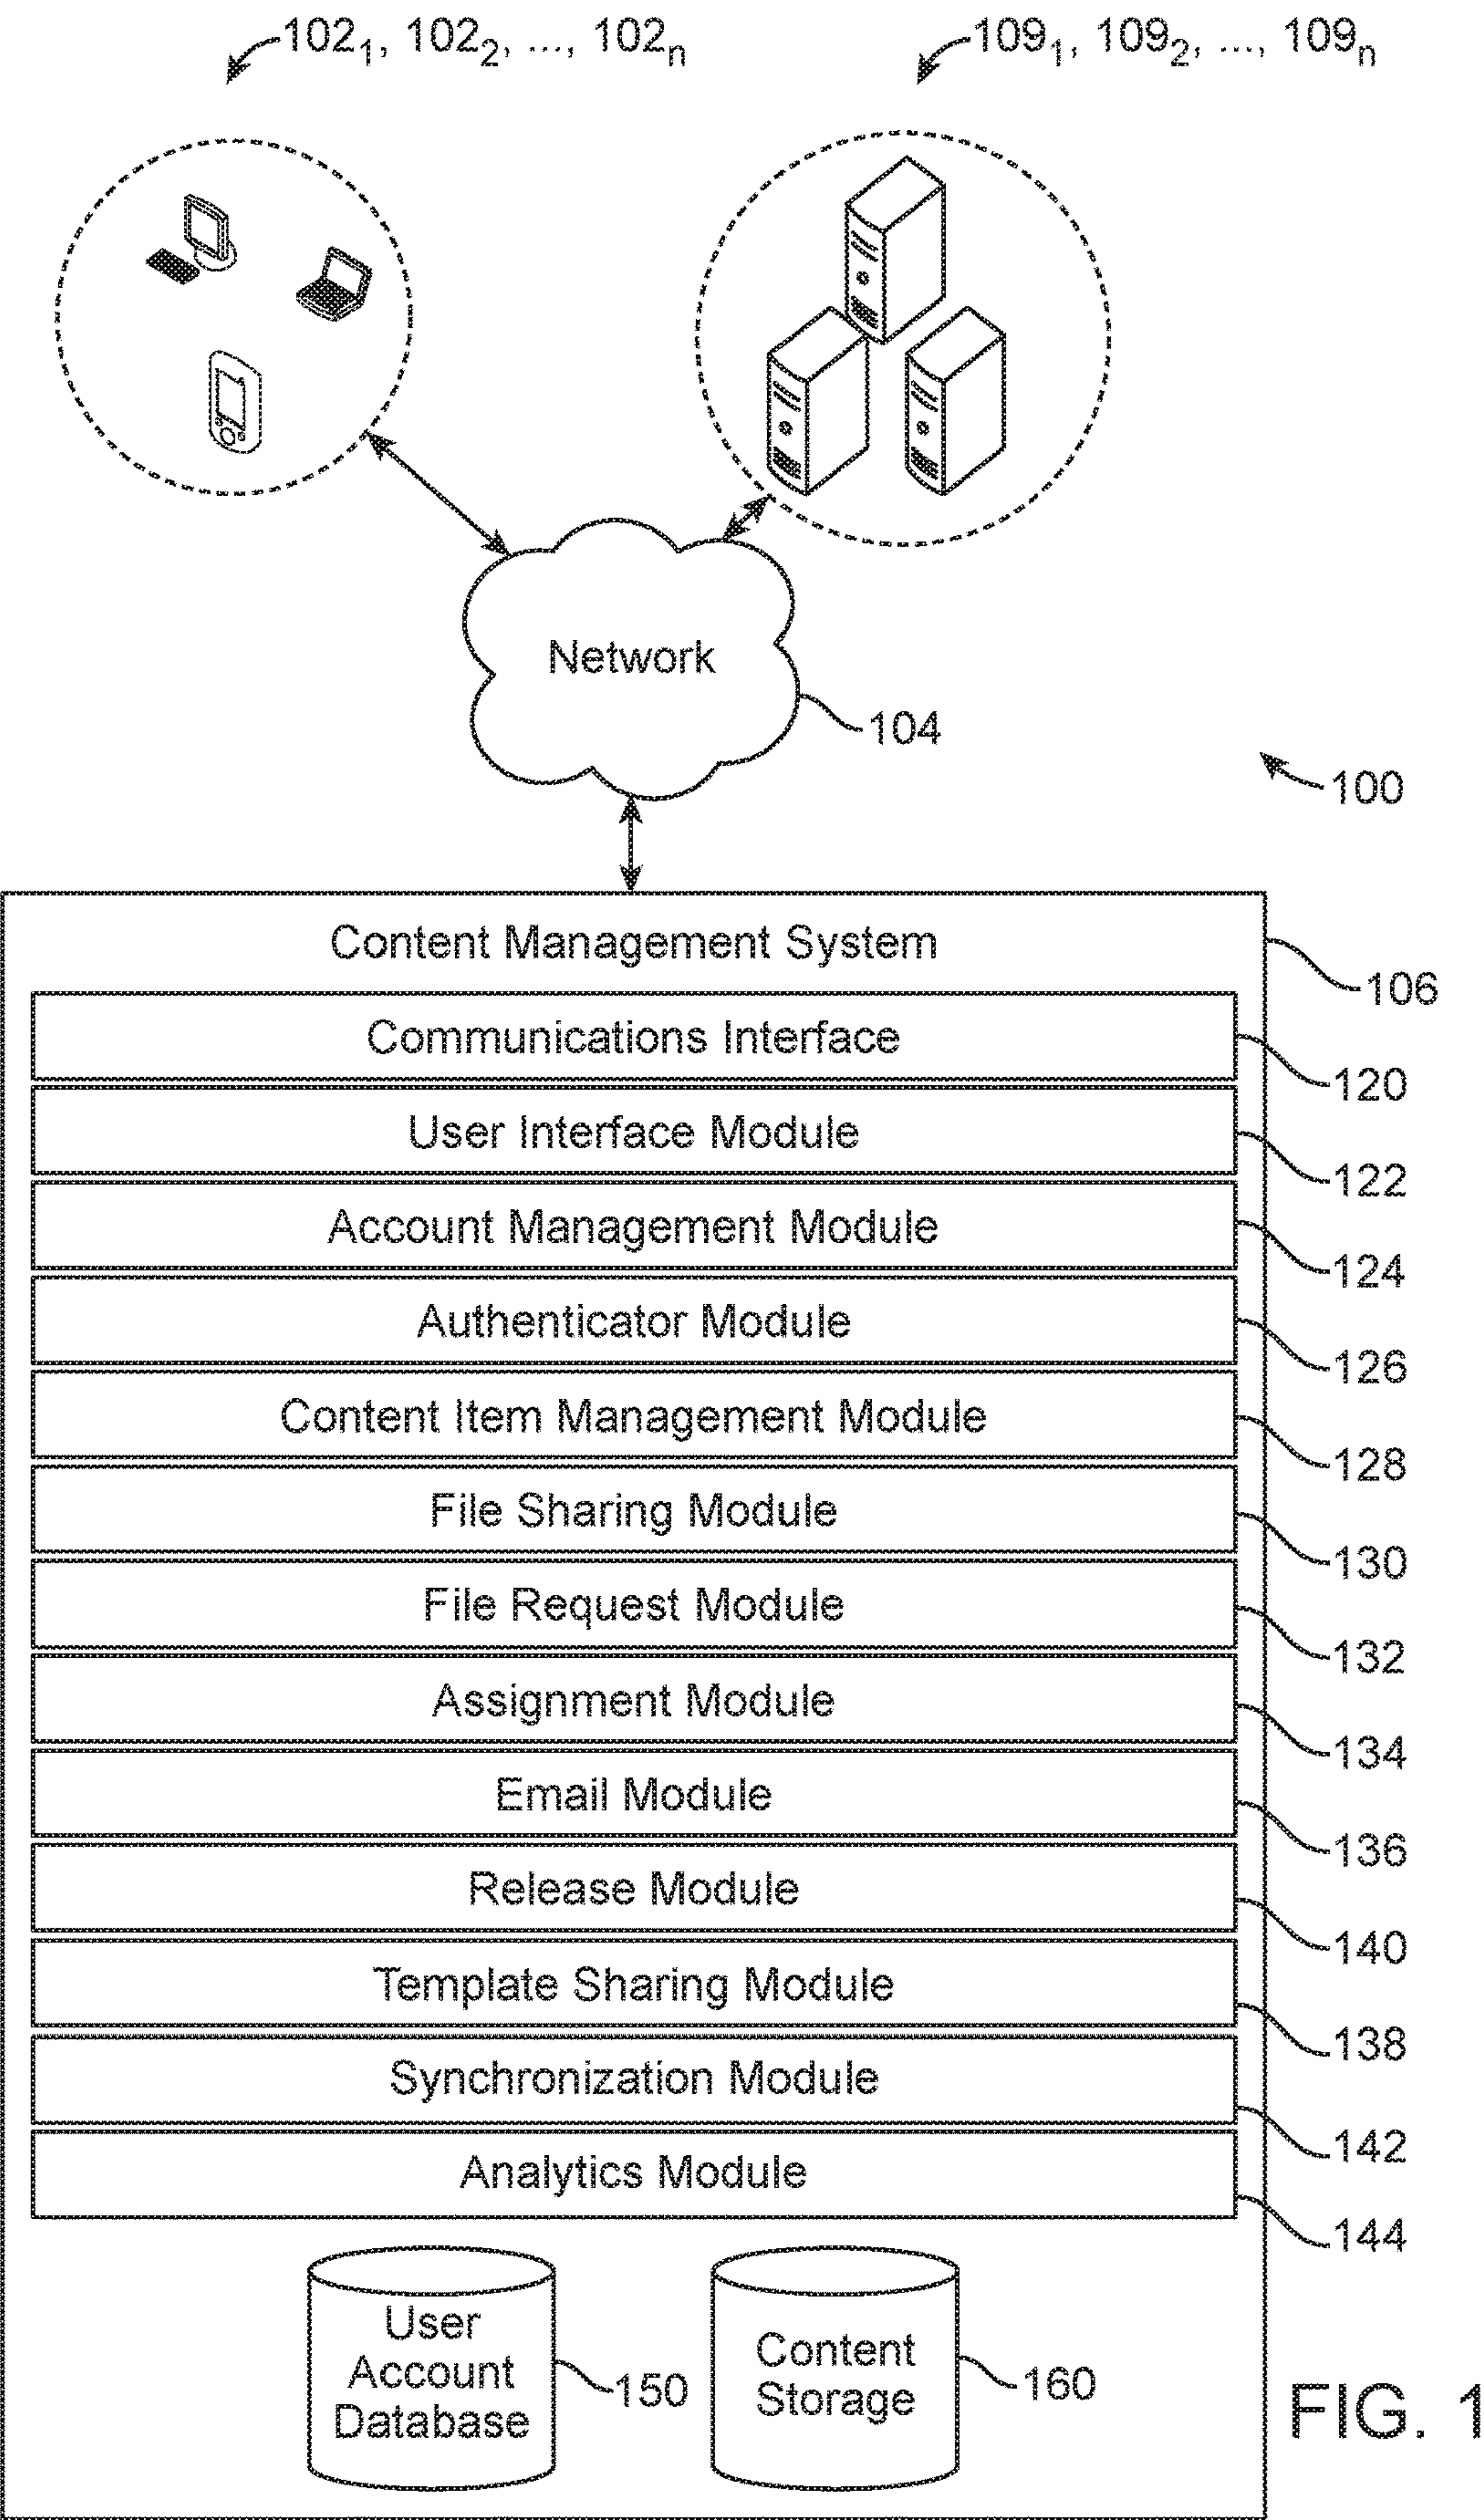 102₁, 102₂, ..., 102ₙ
109₁, 109₂, ..., 109ₙ
Network
104
100
Content Management System
106
Communications Interface
120
User Interface Module
122
Account Management Module
124
Authenticator Module
126
Content Item Management Module
128
File Sharing Module
130
File Request Module
132
Assignment Module
134
Email Module
136
Release Module
140
Template Sharing Module
138
Synchronization Module
142
Analytics Module
144
User
Account
Database
150
Content
Storage
160
FIG. 1